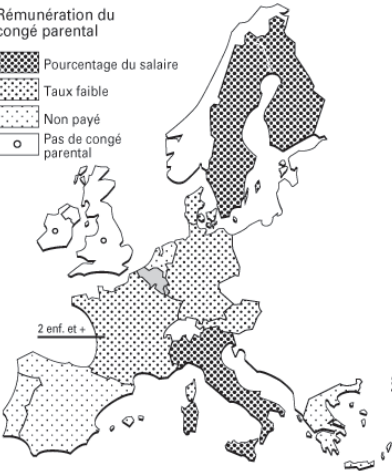 Rémunération du
congé parental
Pourcentage du salaire
Taux faible
Non payé
Pas de congé
parental
2 enf. et +